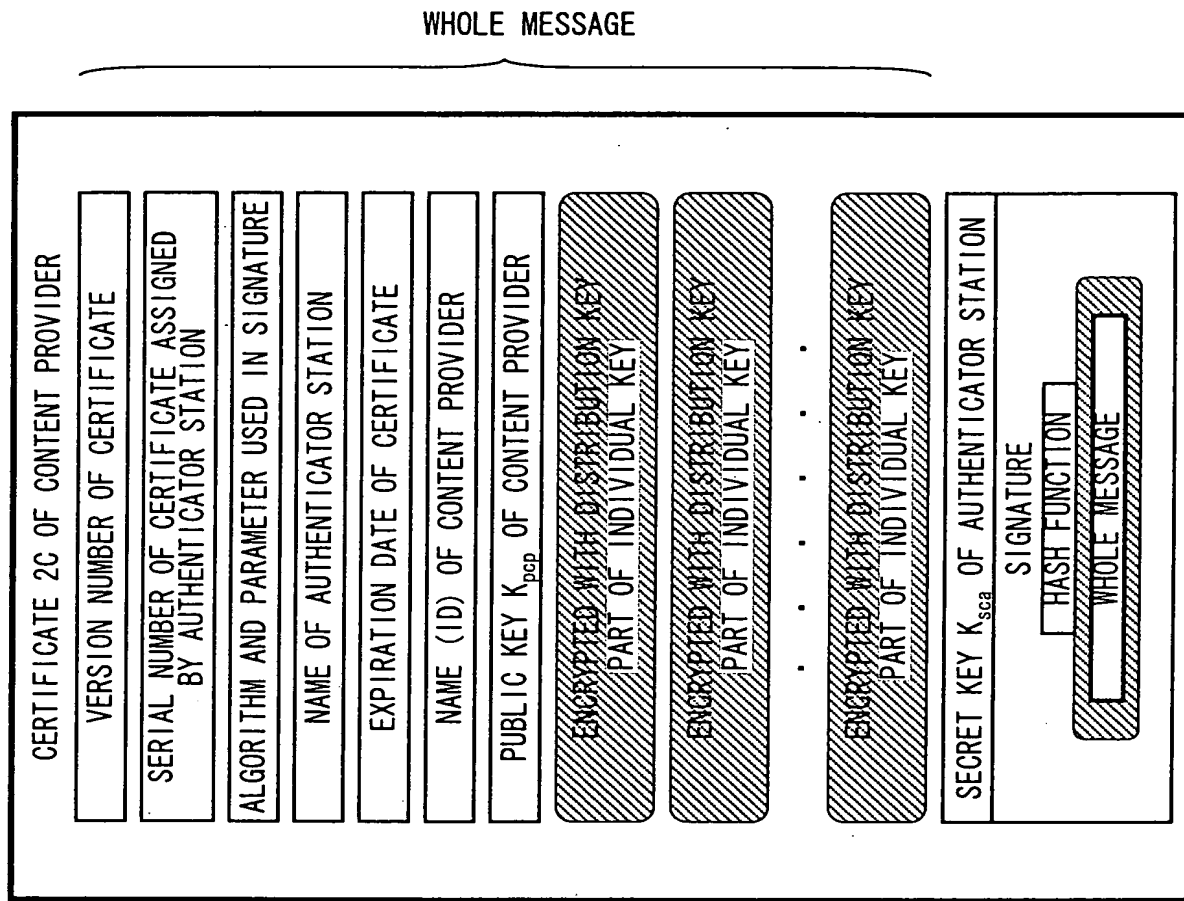 WHOLE MESSAGE
CERTIFICATE 2C OF CONTENT PROVIDER
VERSION NUMBER OF CERTIFICATE
SERIAL NUMBER OF CERTIFICATE ASSIGNED
BY AUTHENTICATOR STATION
ALGORITHM AND PARAMETER USED IN SIGNATURE
NAME OF AUTHENTICATOR STATION
EXPIRATION DATE OF CERTIFICATE
NAME (ID) OF CONTENT PROVIDER
PUBLIC KEY Kpcp OF CONTENT PROVIDER
ENCRYPTED WITH DISTRIBUTION KEY
PART OF INDIVIDUAL KEY
ENCRYPTED WITH DISTRIBUTION KEY
PART OF INDIVIDUAL KEY
ENCRYPTED WITH DISTRIBUTION KEY
PART OF INDIVIDUAL KEY
SECRET KEY Ksca OF AUTHENTICATOR STATION
SIGNATURE
HASH FUNCTION
WHOLE MESSAGE